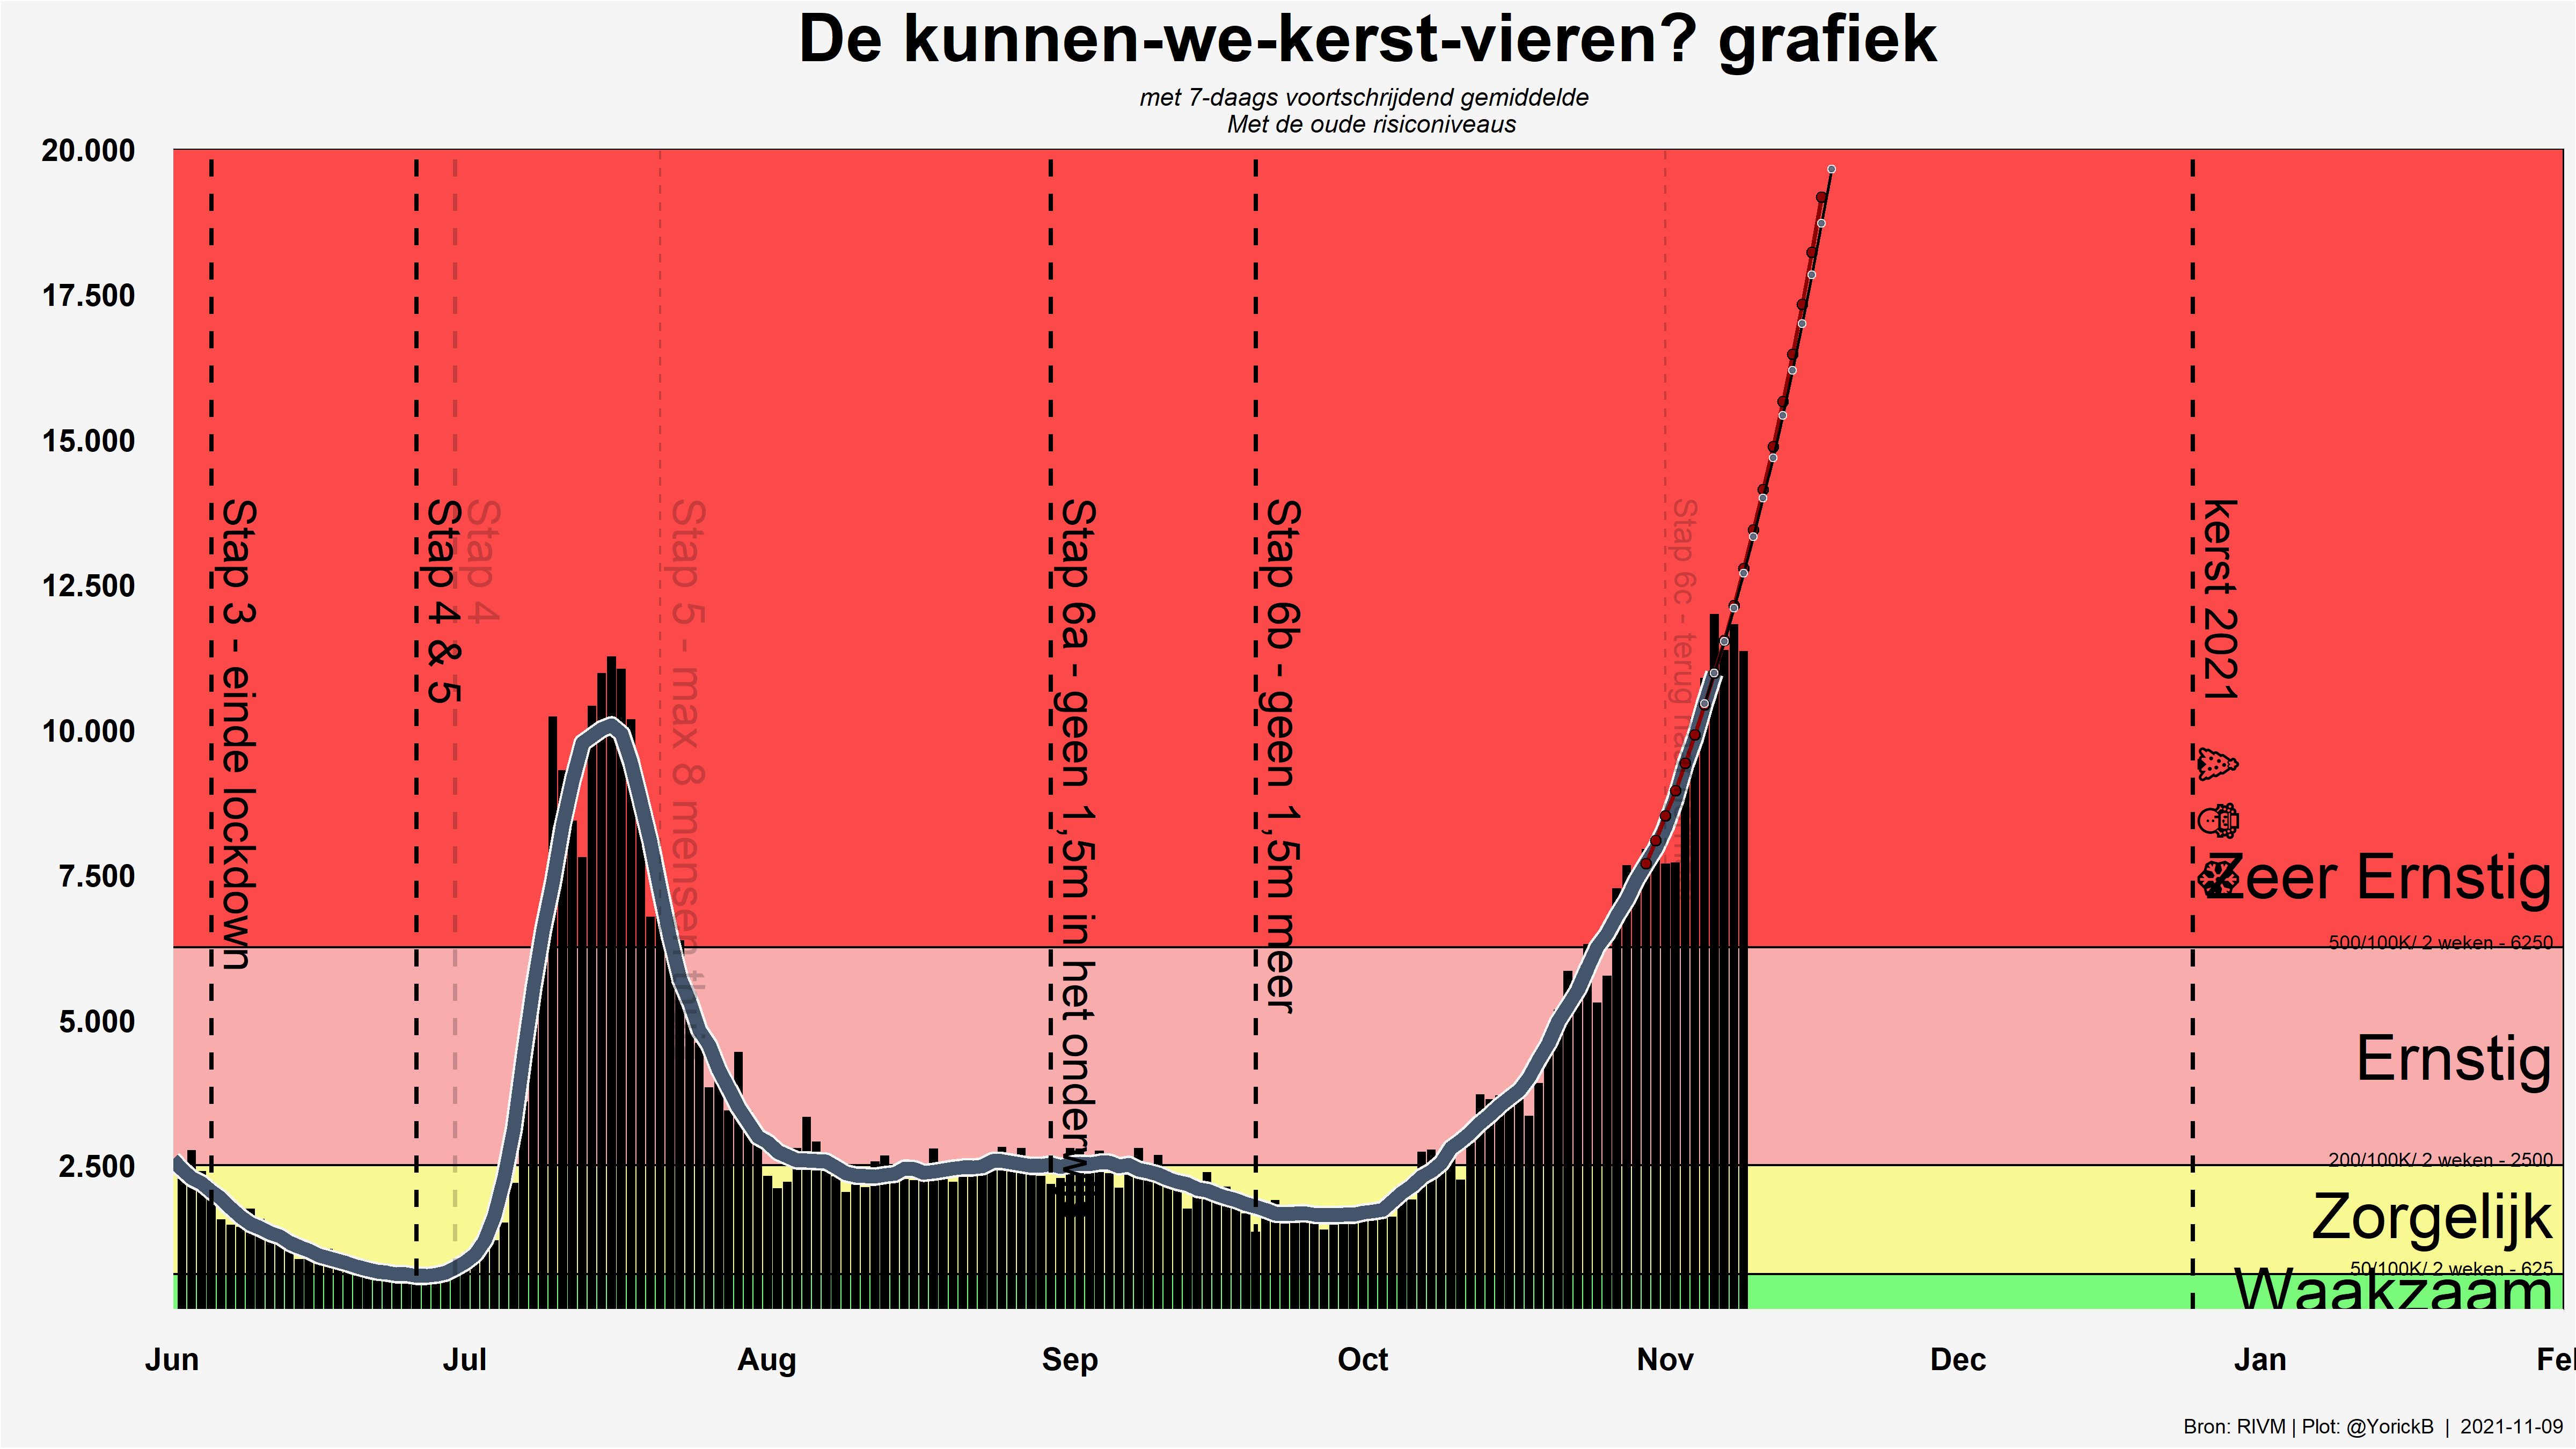 De kunnen-we-kerst-vieren? grafiek
met 7-daags voortschrijdend gemiddelde
Met de oude risiconiveaus
20.000
17.500
15.000
12.500
10.000
7.500
5.000
2.500
Stap 3 - einde lockdown
Stap 4 & 5
Stap 4
Stap 5 - max 8 mensen
Stap 6a - geen 1,5m in het
Stap 6b - geen 1,5m meer
Stap 6c - terug
kerst 2021
Zeer Ernstig
500/100K/ 2 weken - 6250
Ernstig
200/100K/ 2 weken - 2500
Zorgelijk
50/100K/ 2 weken - 625
Waakzaam
Jun
Jul
Aug
Sep
Oct
Nov
Dec
Jan
Bron: RIVM | Plot: @YorickB | 2021-11-09